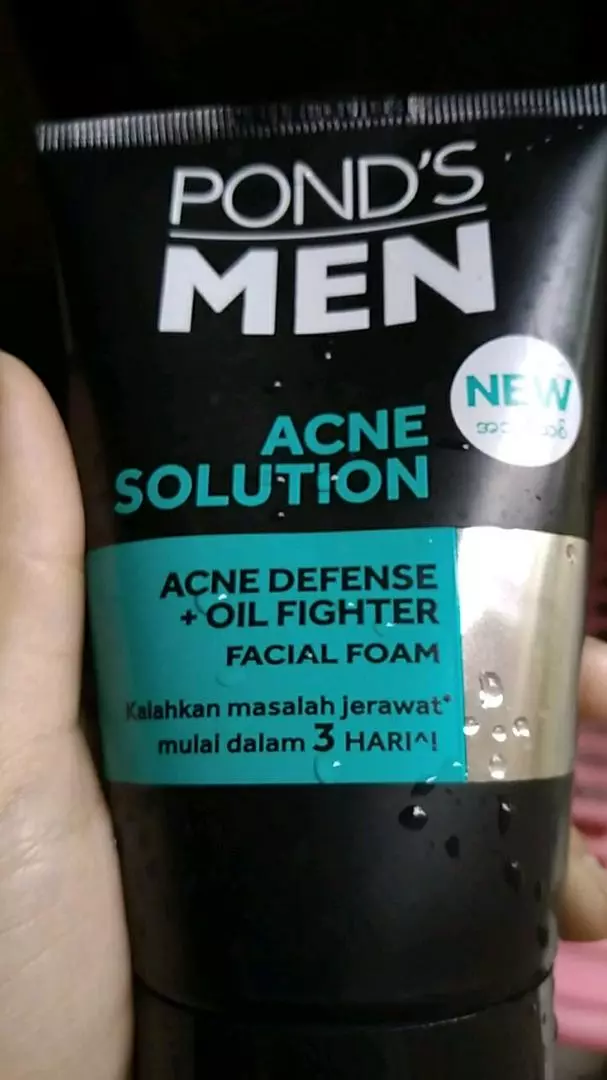 POND'S
MEN
NEW
ACNE
SOLUTION
ACNE DEFENSE
+ OIL FIGHTER
FACIAL FOAM
Kalahkan masalah jerawat*
mulai dalam 3 HARI^!